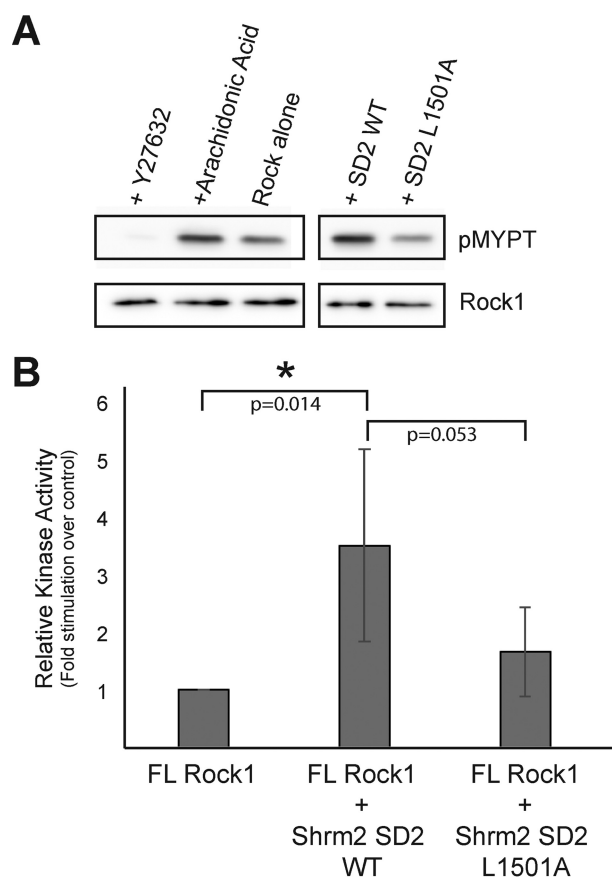 A
+ Y27632
+Arachidonic Acid
Rock alone
+ SD2 WT
+ SD2 L1501A
pMYPT
Rock1
B
*
p=0.014
p=0.053
6
5
4
3
2
1
Relative Kinase Activity
(Fold stimulation over control)
FL Rock1
FL Rock1
+
Shrm2 SD2
WT
FL Rock1
+
Shrm2 SD2
L1501A